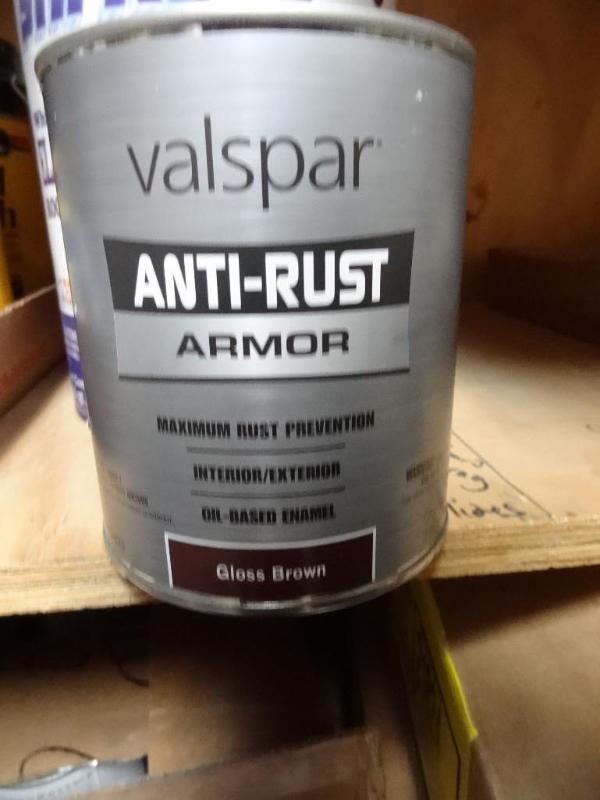 valspar
ANTI-RUST
ARMOR
MAXIMUM RUST PREVENTION
INTERIOR/EXTERIOR
OIL-BASED ENAMEL
Gloss Brown